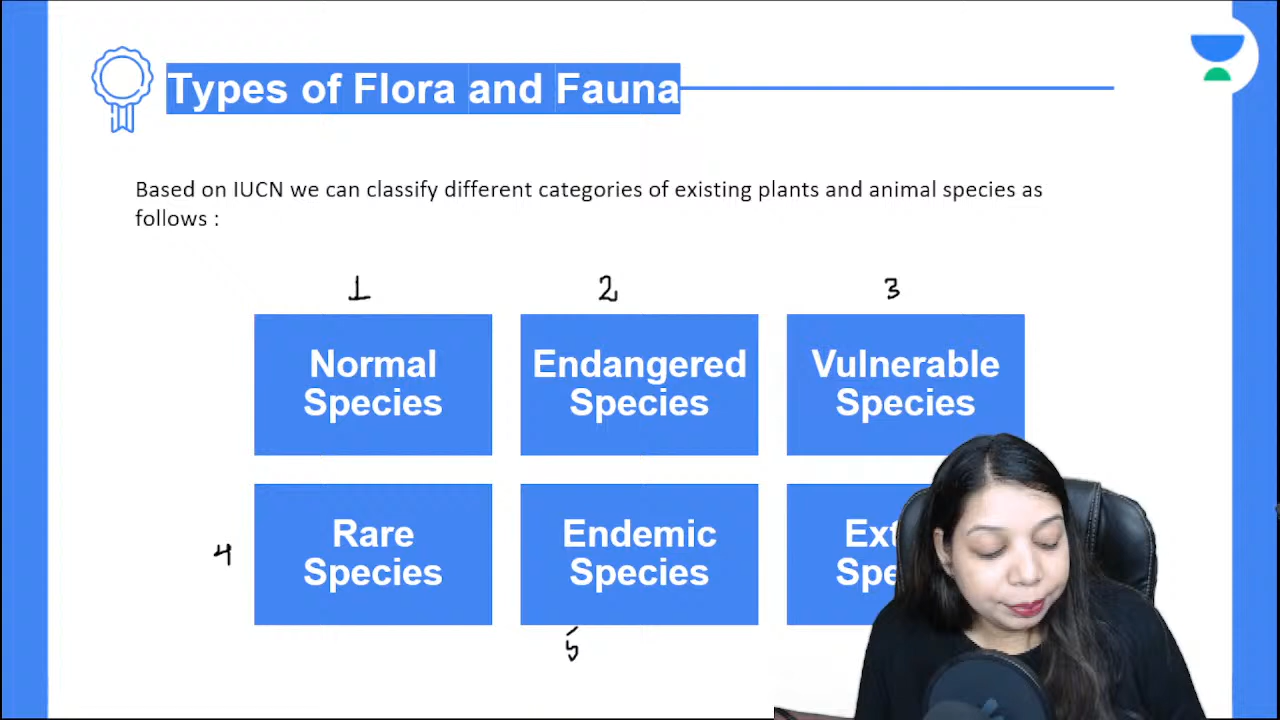 Types of Flora and Fauna
Based on IUCN we can classify different categories of existing plants and animal species as
follows :
1
2
3
Normal
Species
Endangered
Species
Vulnerable
Species
4
Rare
Species
Endemic
Species
5